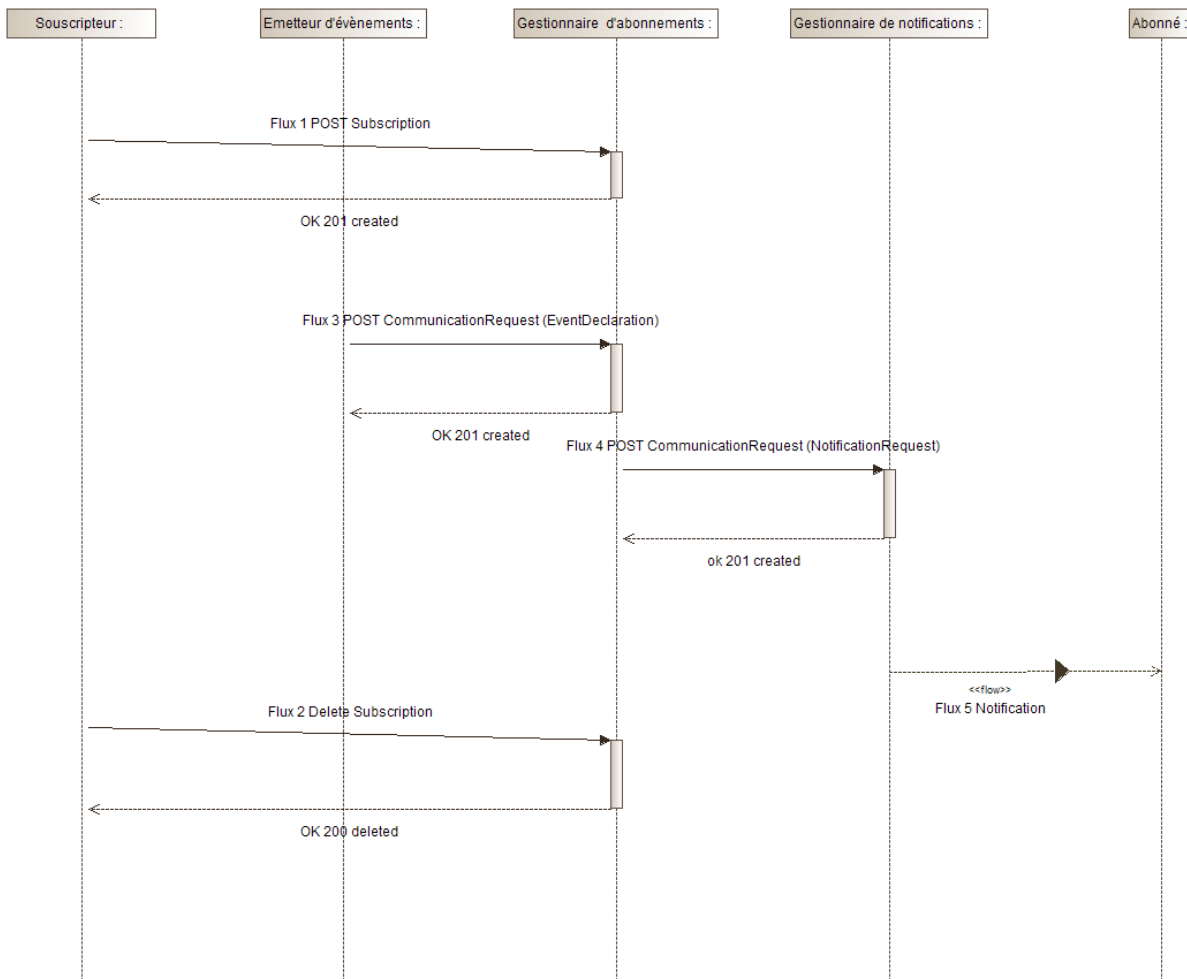 Souscripteur :
Emetteur d'évènements :
Gestionnaire d'abonnements :
Gestionnaire de notifications :
Abonné :
Flux 1 POST Subscription
OK 201 created
Flux 3 POST CommunicationRequest (EventDeclaration)
OK 201 created
Flux 4 POST CommunicationRequest (NotificationRequest)
ok 201 created
<<flow>>
Flux 5 Notification
Flux 2 Delete Subscription
OK 200 deleted